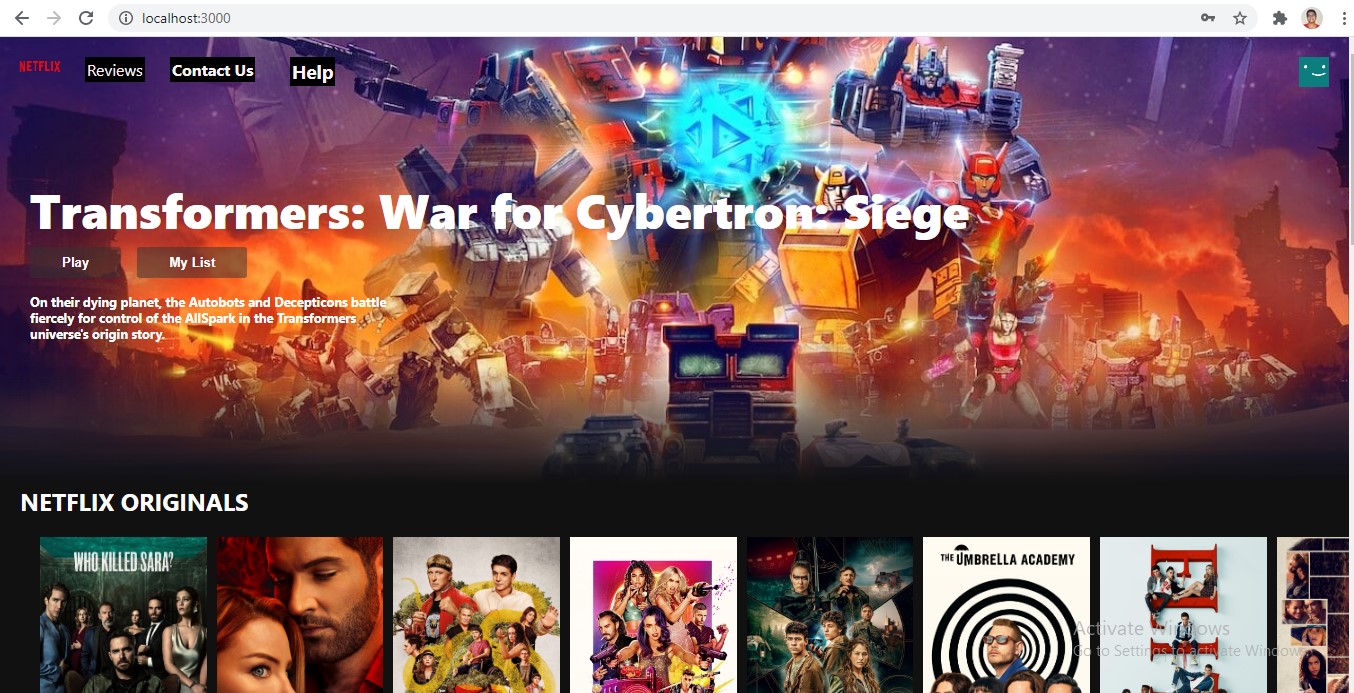 localhost:3000
NETFLIX Reviews Contact Us Help
Transformers: War for Cybertron: Siege
Play My List
On their dying planet, the Autobots and Decepticons battle
fiercely for control of the AllSpark in the Transformers
universe's origin story.
NETFLIX ORIGINALS
WHO KILLED SARA?
THE UMBRELLA ACADEMY
Activate Windows
Go to Settings to activate Windows.